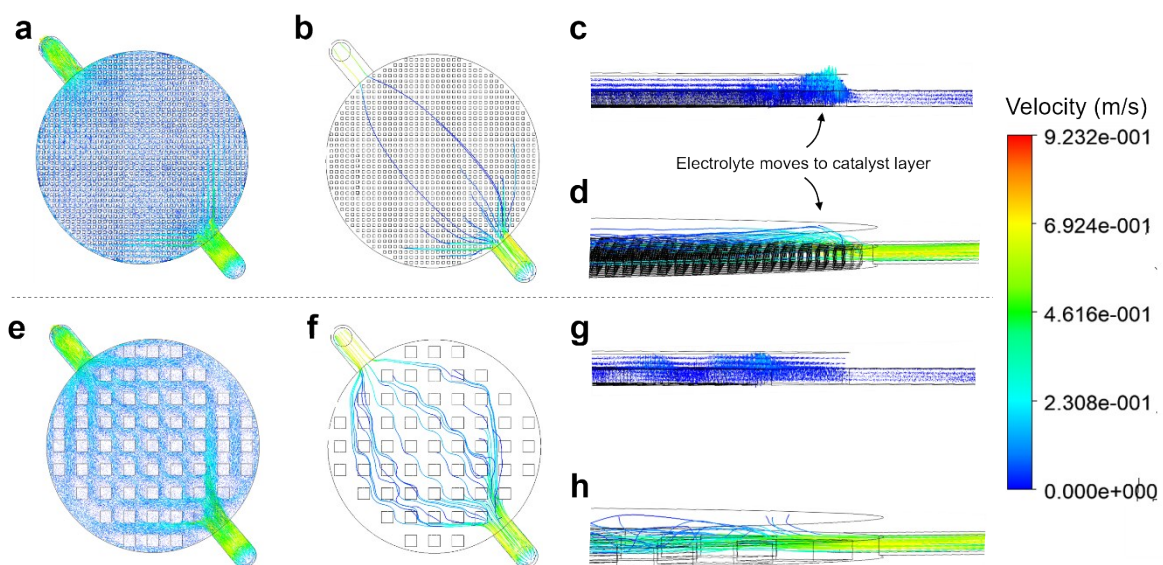 a
b
c
Velocity (m/s)
9.232e-001
Electrolyte moves to catalyst layer
d
6.924e-001
4.616e-001
e
f
g
2.308e-001
h
0.000e+000